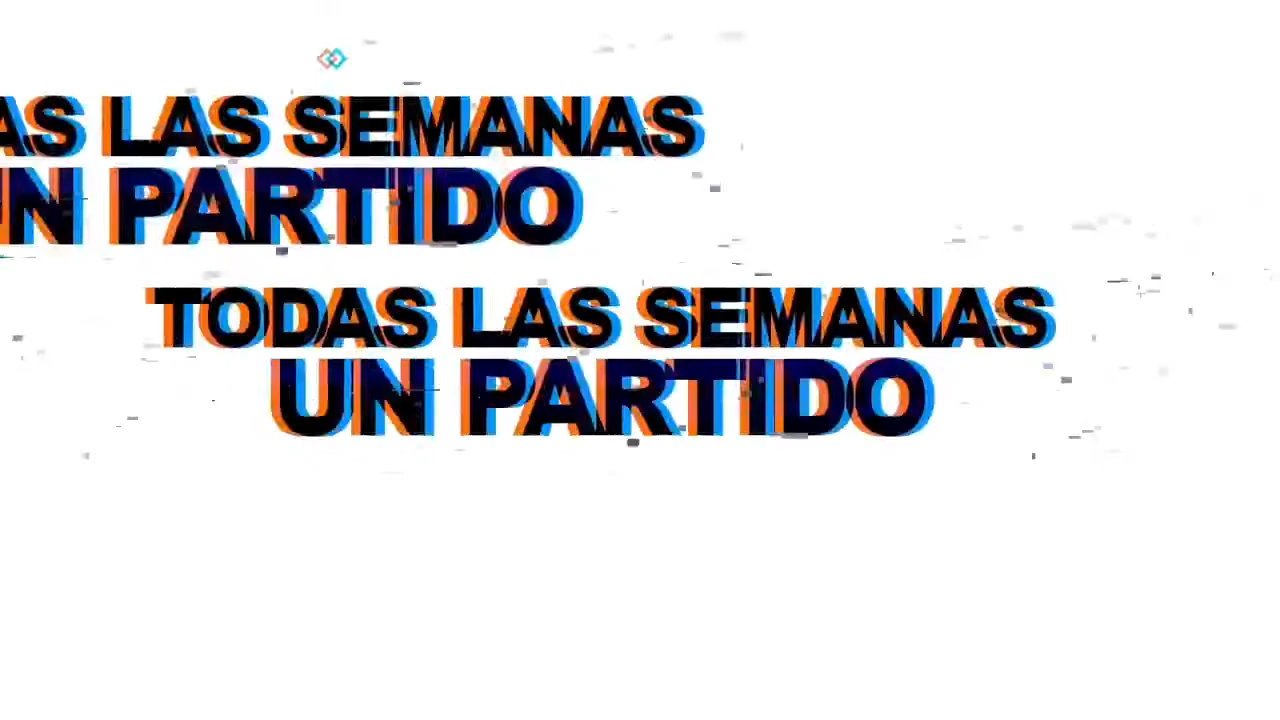 AS LAS SEMANAS
N PARTIDO
TODAS LAS SEMANAS
UN PARTIDO